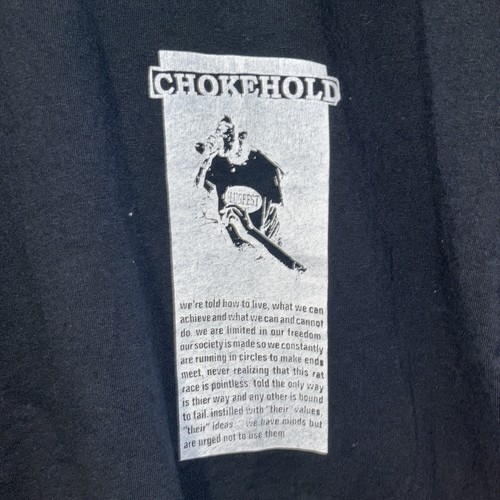 CHOKEHOLD
SLUGFEST
we're told how to live, what we can
achieve and what we can and cannot
do. we are limited in our freedom
our society is made so we constantly
are running in circles to make ends
meet, never realizing that this rat
race is pointless. told the only way
is thier way and any other is bound
to fail. instilled with "their" values,
"their" ideas ... we have minds but
are urged not to use them